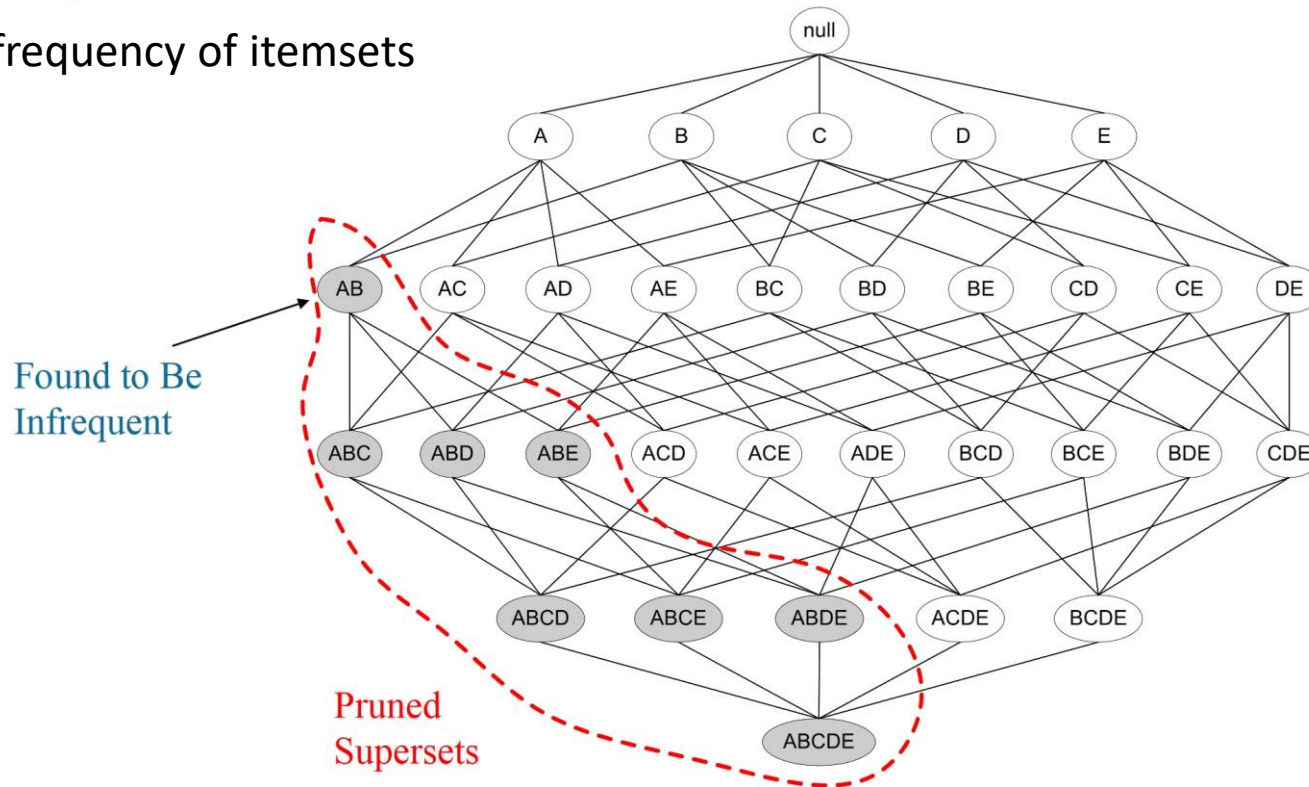 null
frequency of itemsets
A B C D E
AB AC AD AE BC BD BE CD CE DE
Found to Be
Infrequent
ABC ABD ABE ACD ACE ADE BCD BCE BDE CDE
ABCD ABCE ABDE ACDE BCDE
Pruned
Supersets
ABCDE